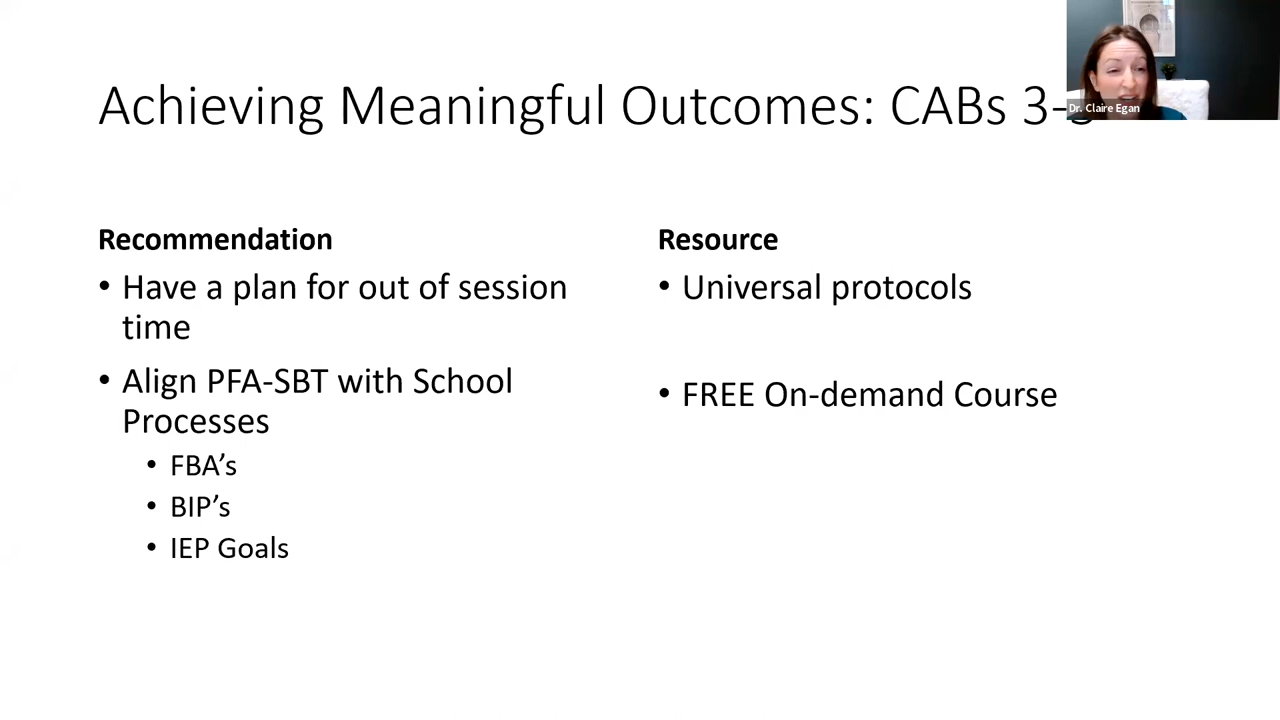 Achieving Meaningful Outcomes: CABs 3-
Dr. Claire Egan
Recommendation
• Have a plan for out of session
time
• Align PFA-SBT with School
Processes
• FBA’s
• BIP’s
• IEP Goals
Resource
• Universal protocols
• FREE On-demand Course